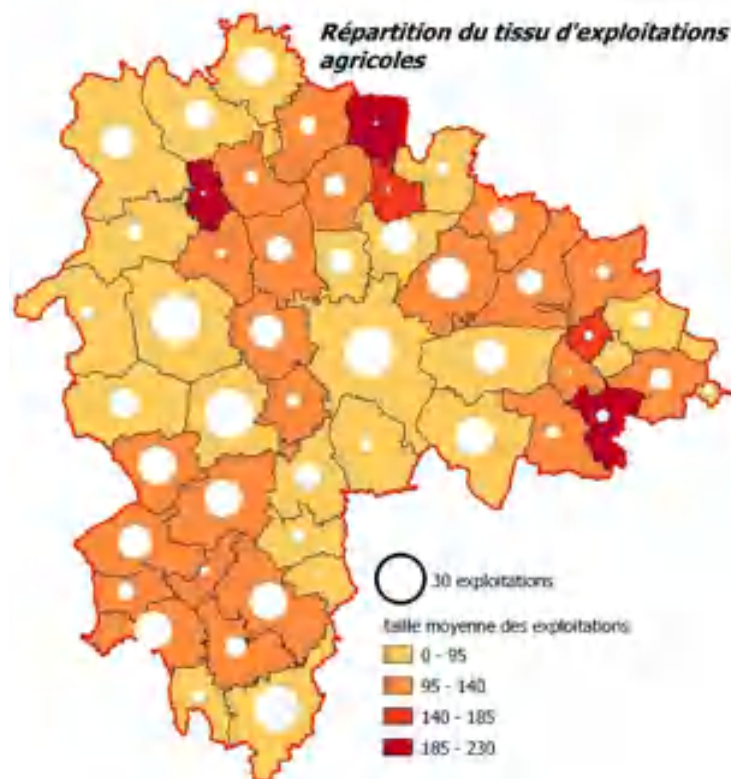 Répartition du tissu d'exploitations
agricoles
30 exploitations
taille moyenne des exploitations
0 - 95
95 - 140
140 - 185
185 - 230